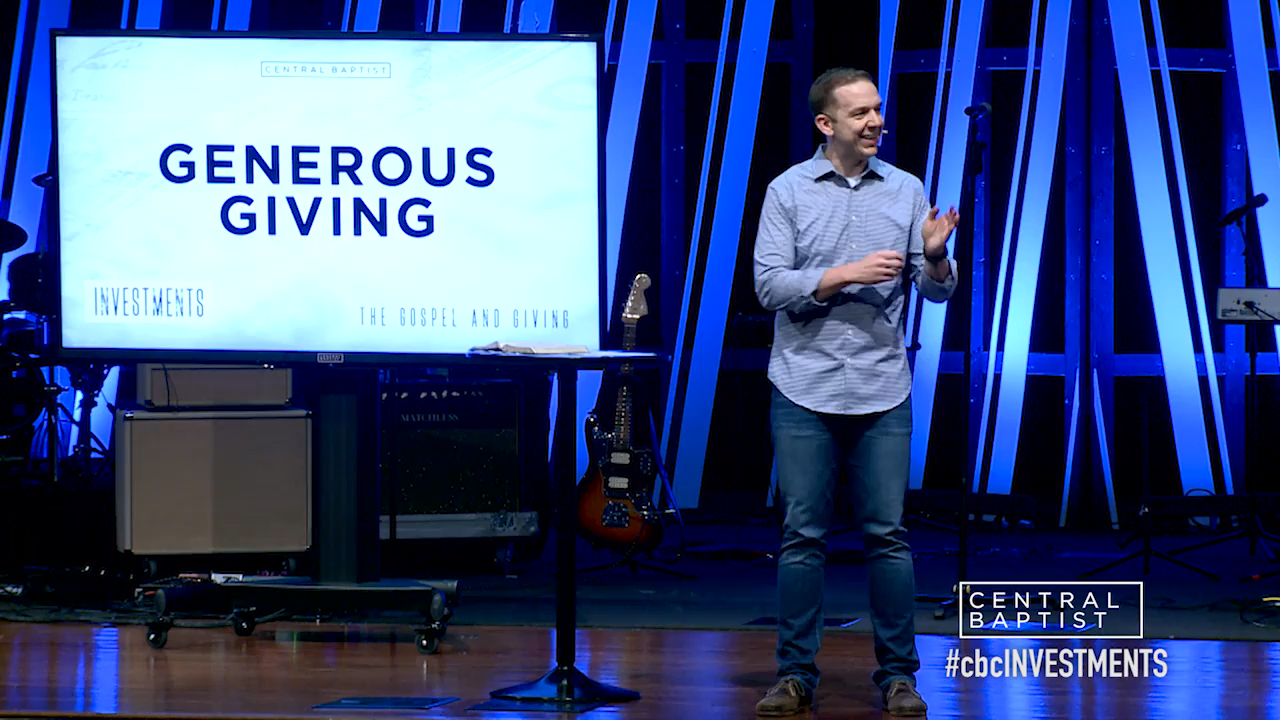 CENTRAL BAPTIST
GENEROUS
GIVING
INVESTMENTS
THE GOSPEL AND GIVING
MATCHLESS
CENTRAL
BAPTIST
#cbcINVESTMENTS